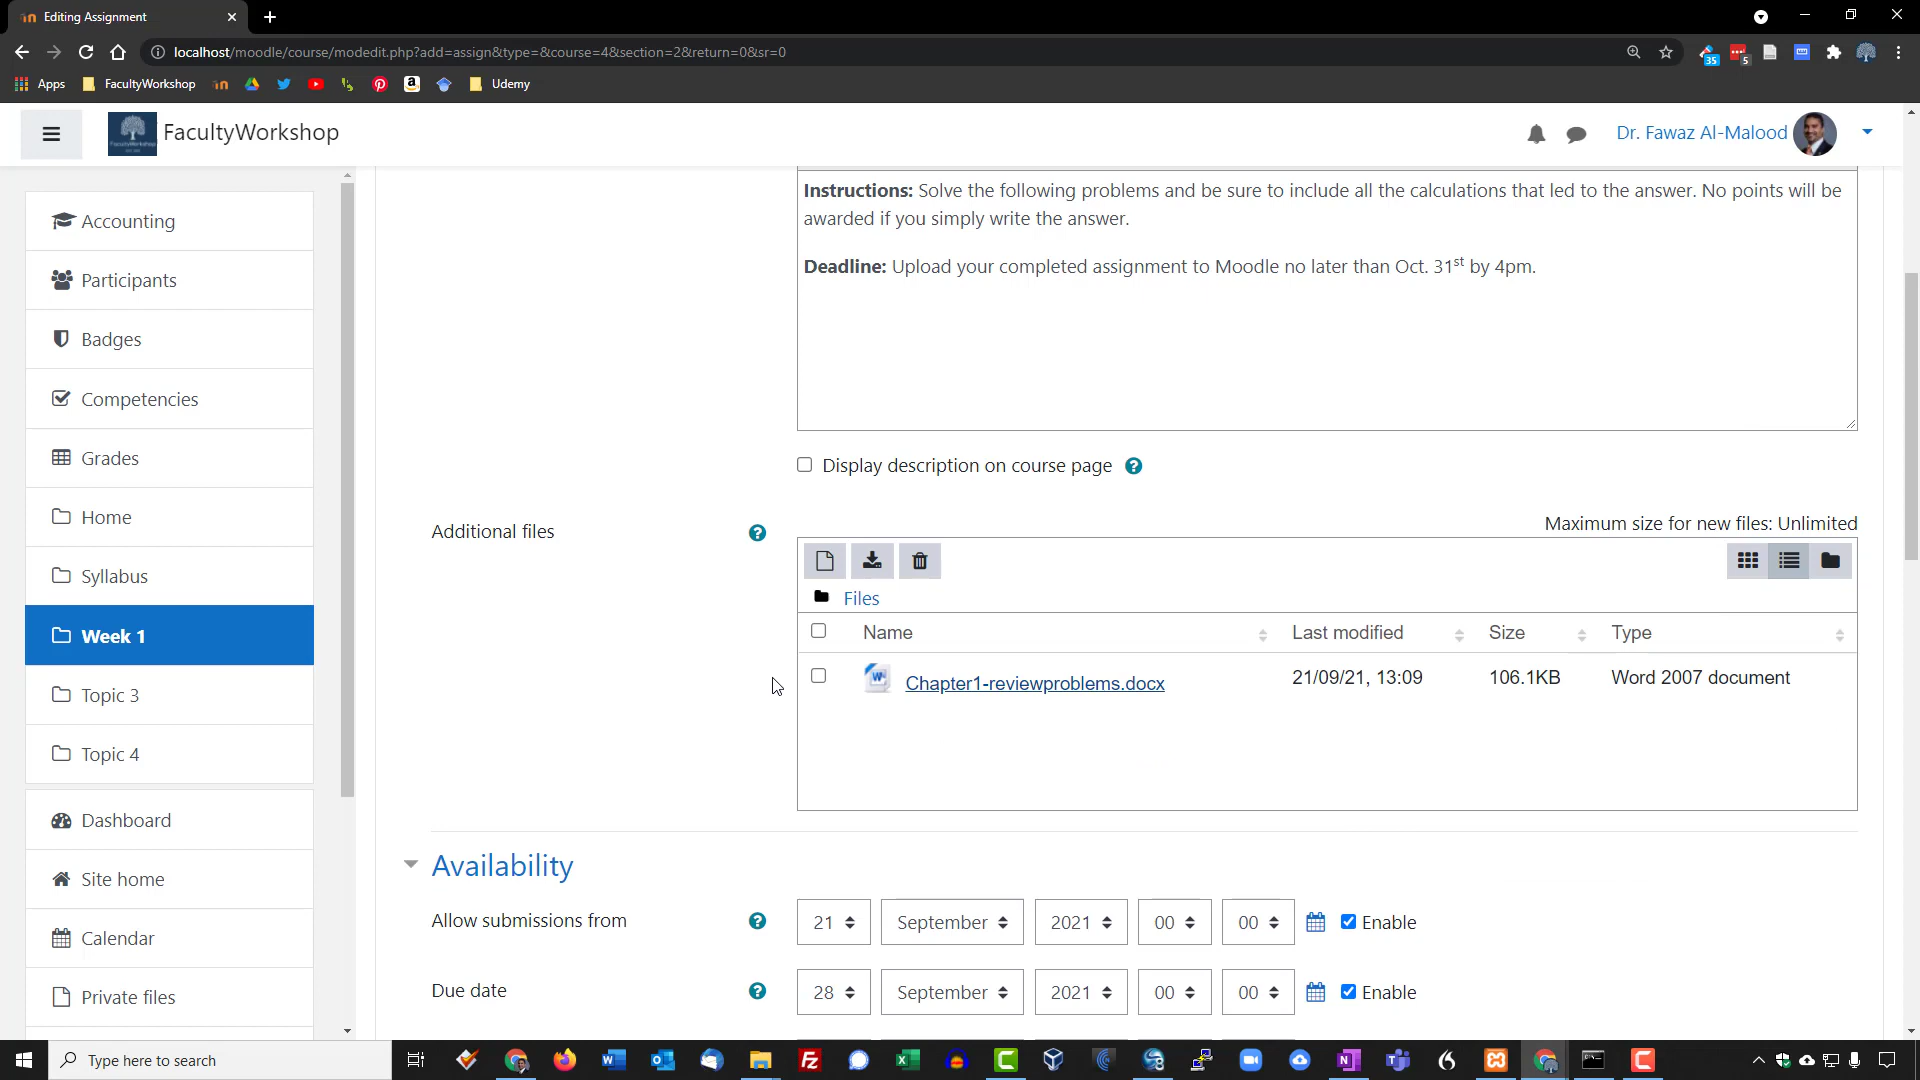 Editing Assignment
localhost/moodle/course/modedit.php?add=assign&type=&course=4&section=2&return=0&sr=0
35
5
Apps
FacultyWorkshop
Udemy
FacultyWorkshop
Dr. Fawaz Al-Malood
Accounting
Participants
Badges
Competencies
Grades
Home
Syllabus
Week 1
Topic 3
Topic 4
Dashboard
Site home
Calendar
Private files
Instructions: Solve the following problems and be sure to include all the calculations that led to the answer. No points will be
awarded if you simply write the answer.
Deadline: Upload your completed assignment to Moodle no later than Oct. 31st by 4pm.
Display description on course page
Additional files
Maximum size for new files: Unlimited
Files
Name Last modified Size Type
Chapter1-reviewproblems.docx 21/09/21, 13:09 106.1KB Word 2007 document
Availability
Allow submissions from 21 September 2021 00 00 Enable
Due date 28 September 2021 00 00 Enable
Type here to search